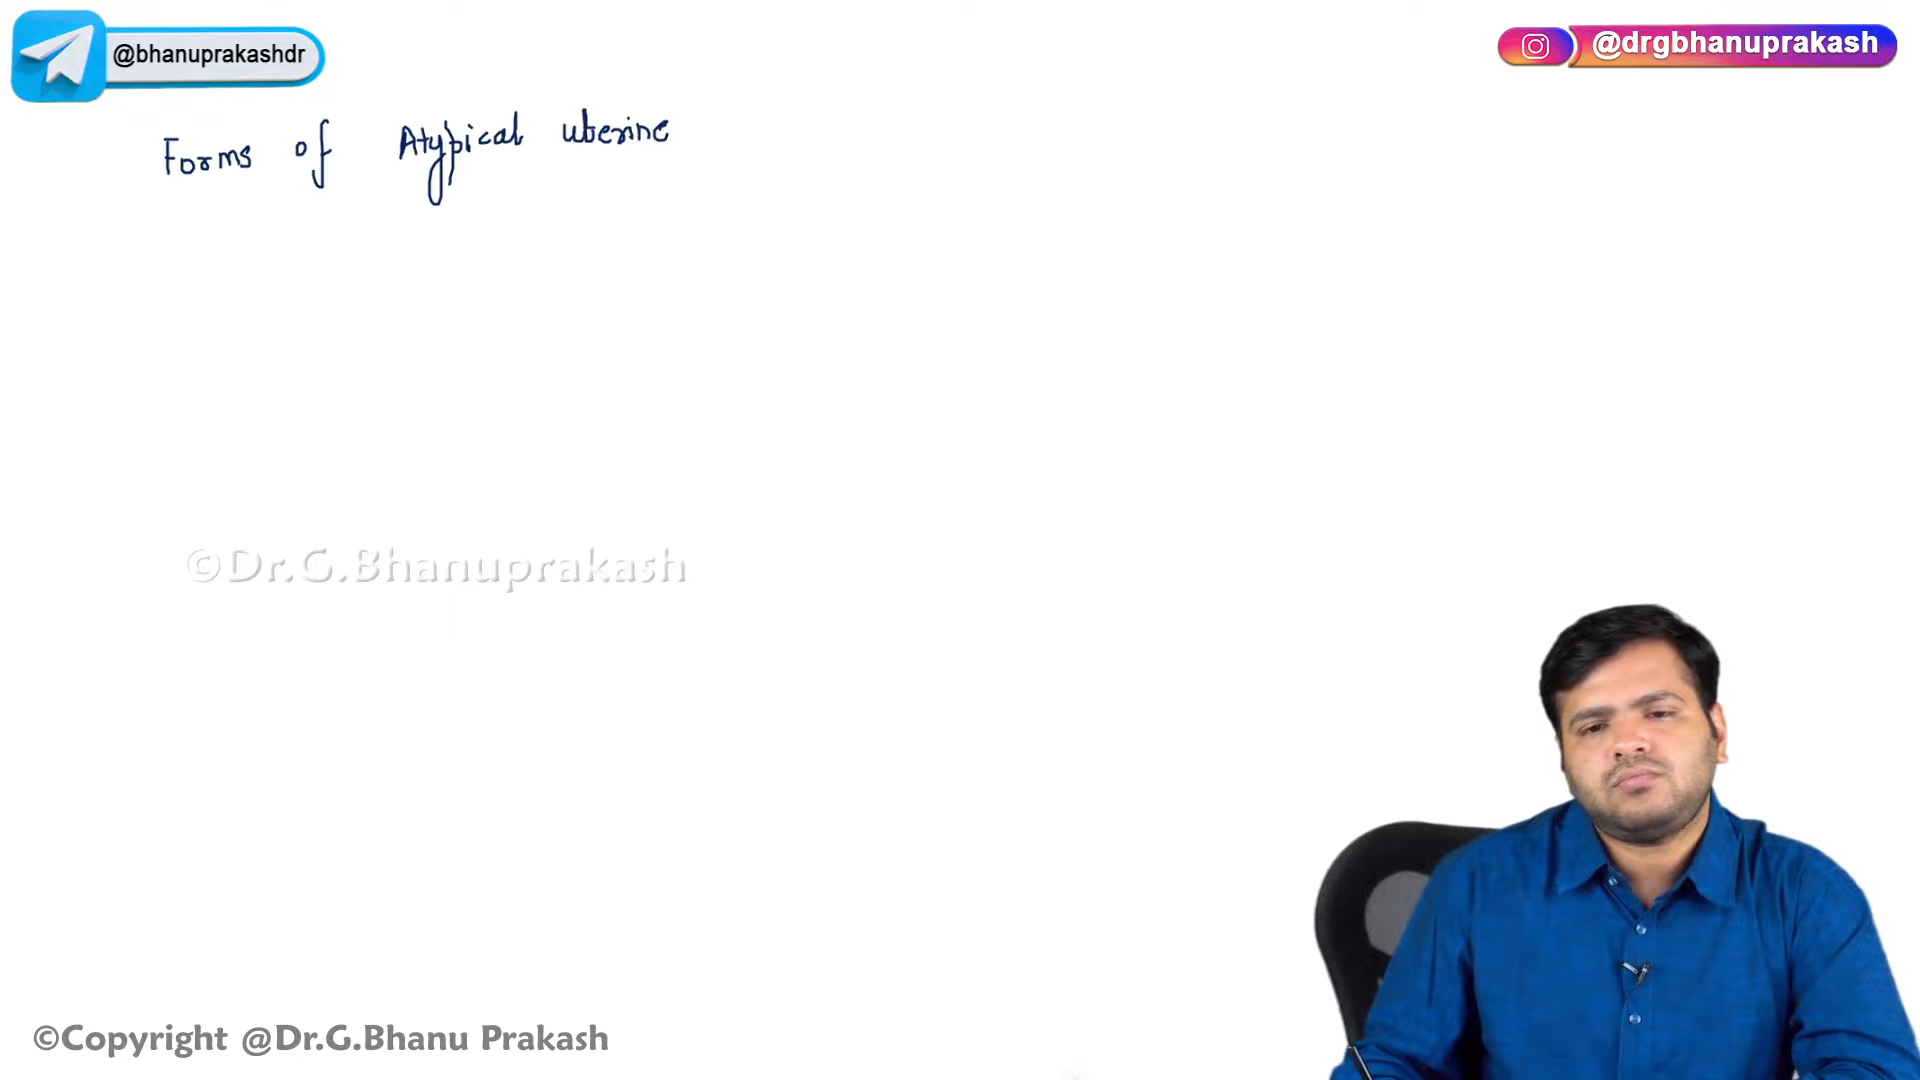 @bhanuprakashdr
@drgbhanuprakash
Forms of Atypical uterine
©Dr.G.Bhanuprakash
©Copyright @Dr.G.Bhanu Prakash